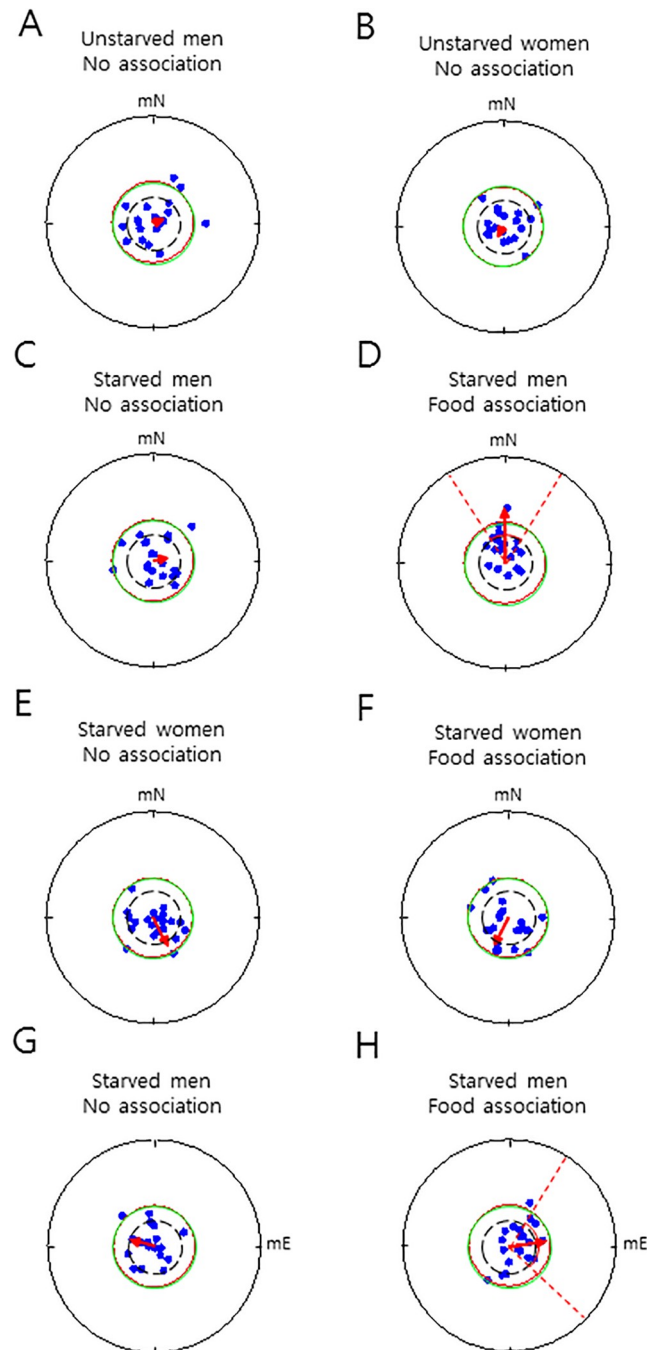 A
Unstarved men
No association
mN
B
Unstarved women
No association
mN
C
Starved men
No association
mN
D
Starved men
Food association
mN
E
Starved women
No association
mN
F
Starved women
Food association
mN
G
Starved men
No association
mE
H
Starved men
Food association
mE